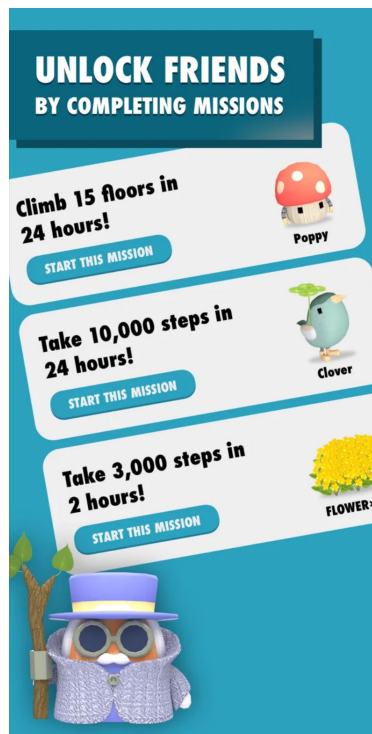 UNLOCK FRIENDS
BY COMPLETING MISSIONS
Climb 15 floors in
24 hours!
START THIS MISSION
Poppy
Take 10,000 steps in
24 hours!
START THIS MISSION
Clover
Take 3,000 steps in
2 hours!
START THIS MISSION
FLOWER